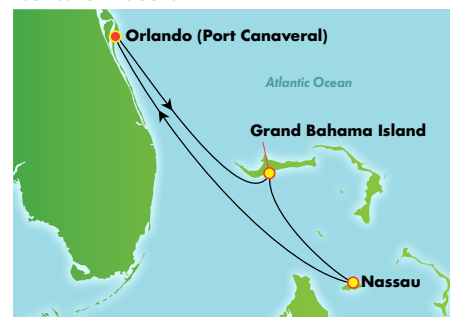 Orlando (Port Canaveral)
Atlantic Ocean
Grand Bahama Island
Nassau